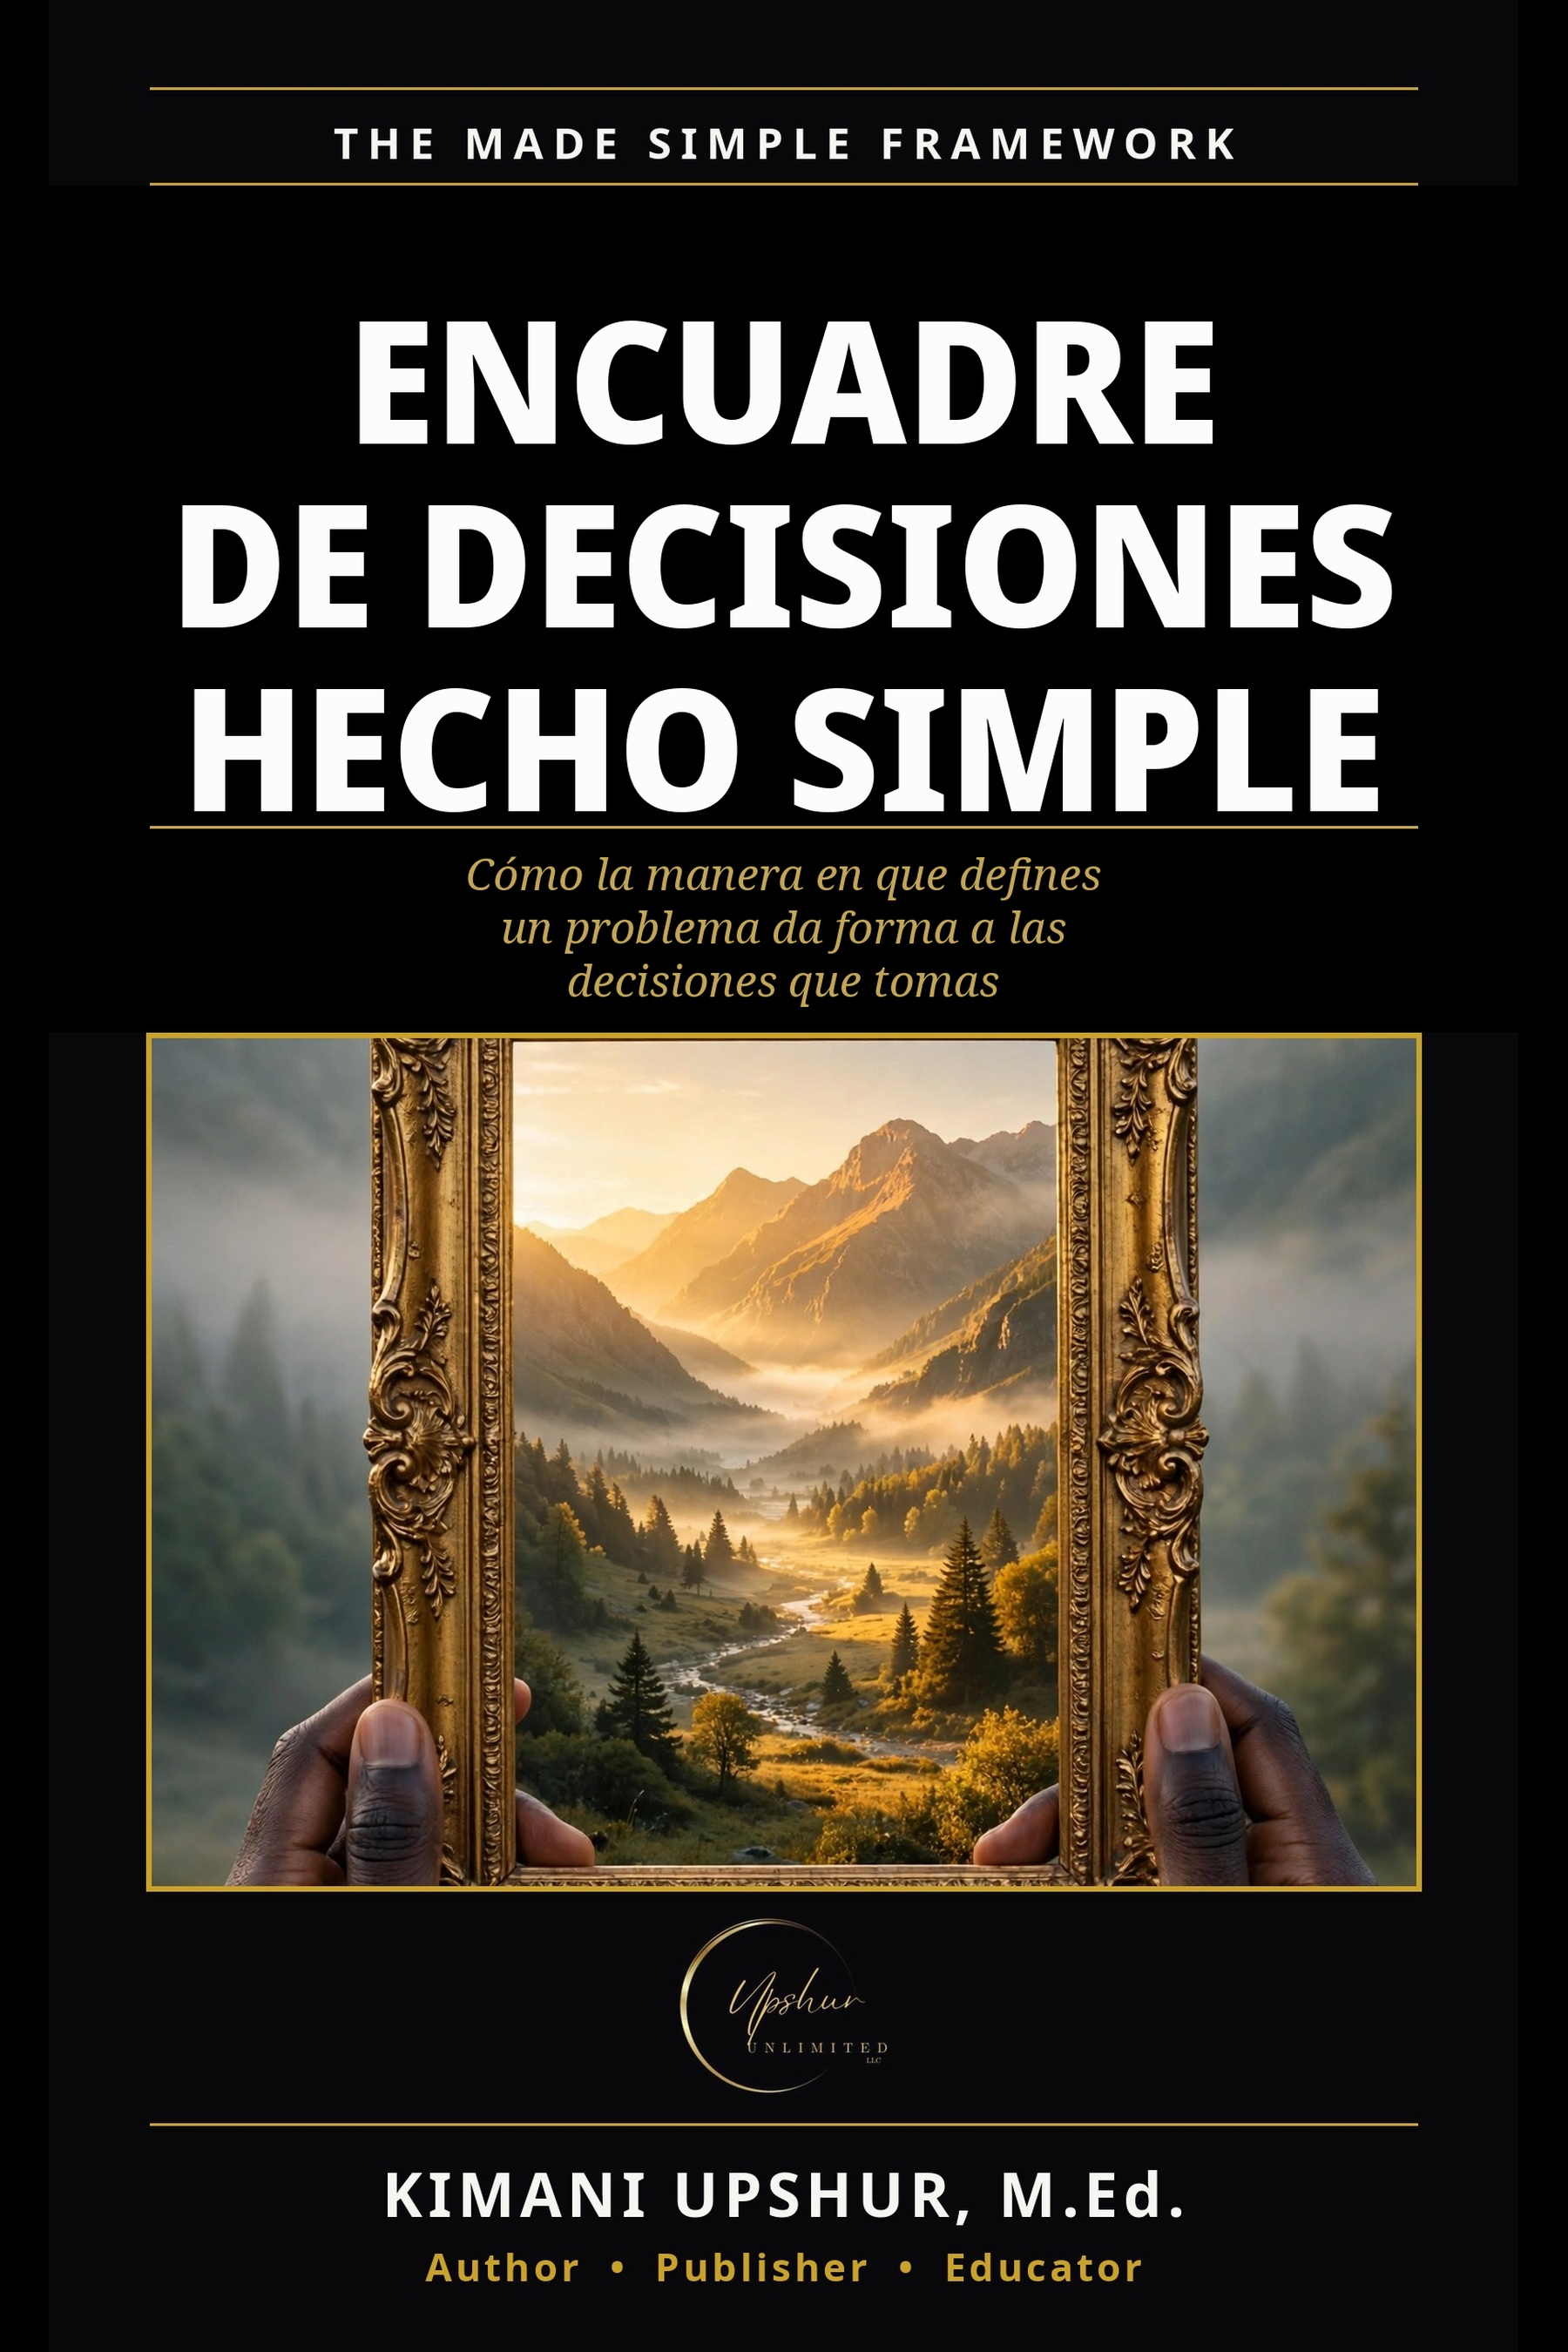 THE MADE SIMPLE FRAMEWORK
ENCUADRE
DE DECISIONES
HECHO SIMPLE
Cómo la manera en que defines
un problema da forma a las
decisiones que tomas
Upshur
UNLIMITED
LLC
KIMANI UPSHUR, M.Ed.
Author • Publisher • Educator